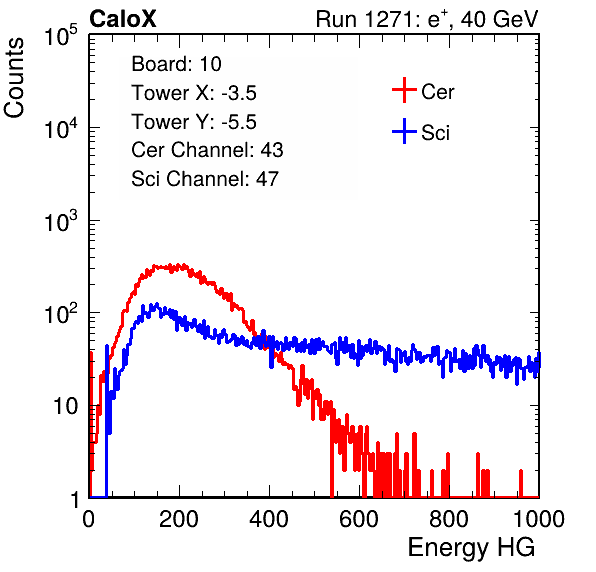 CaloX Run 1271: e⁺, 40 GeV
Counts
Board: 10
Tower X: -3.5
Tower Y: -5.5
Cer Channel: 43
Sci Channel: 47
Cer
Sci
10⁵
10⁴
10³
10²
10
1
0 200 400 600 800 1000
Energy HG